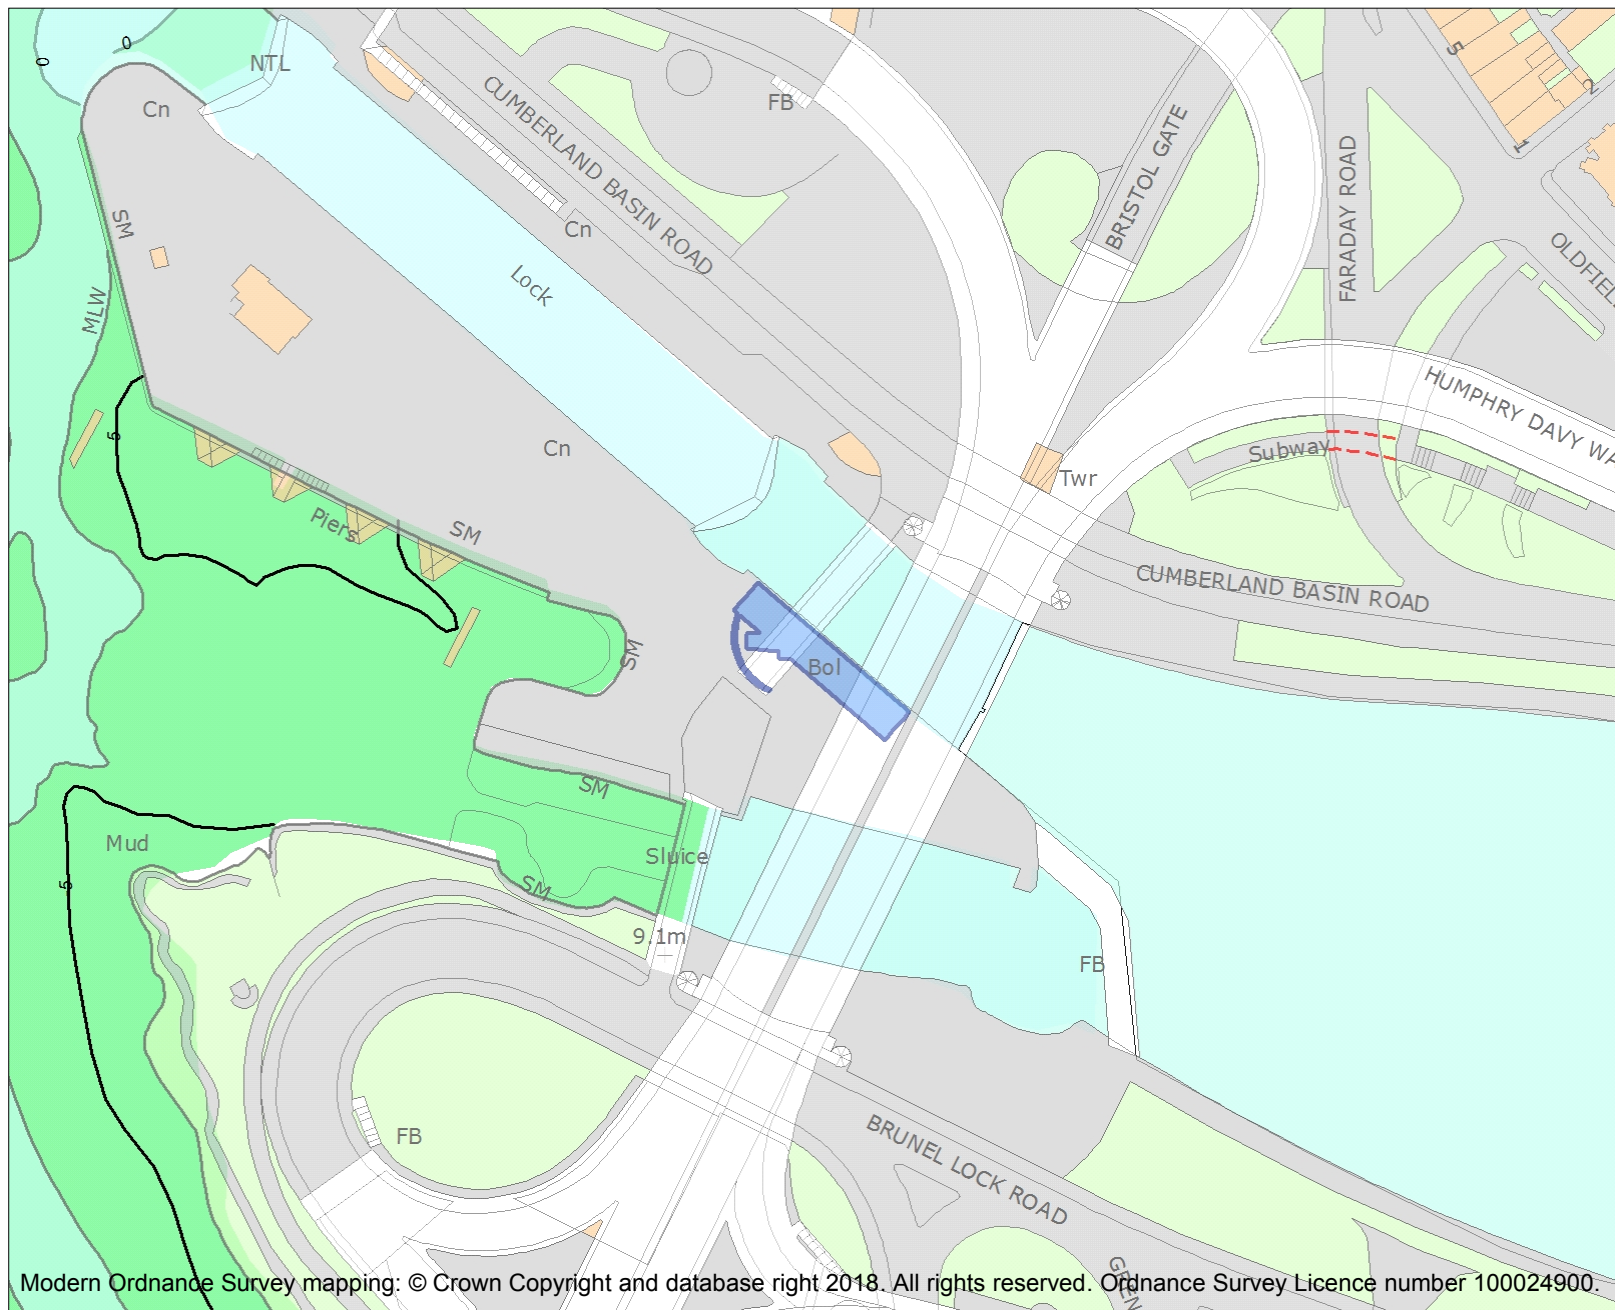 0
0
NTL
Cn
CUMBERLAND BASIN ROAD
FB
5
2
1
BRISTOL GATE
FARADAY ROAD
SM
Cn
Lock
OLDFIEL
MLW
HUMPHRY DAVY WA
5
Cn
Subway
Twr
Piers
SM
CUMBERLAND BASIN ROAD
SM
Bol
SM
Mud
Sluice
5
SM
9.1m
FB
FB
BRUNEL LOCK ROAD
GREEN
Modern Ordnance Survey mapping: © Crown Copyright and database right 2018. All rights reserved. Ordnance Survey Licence number 100024900.